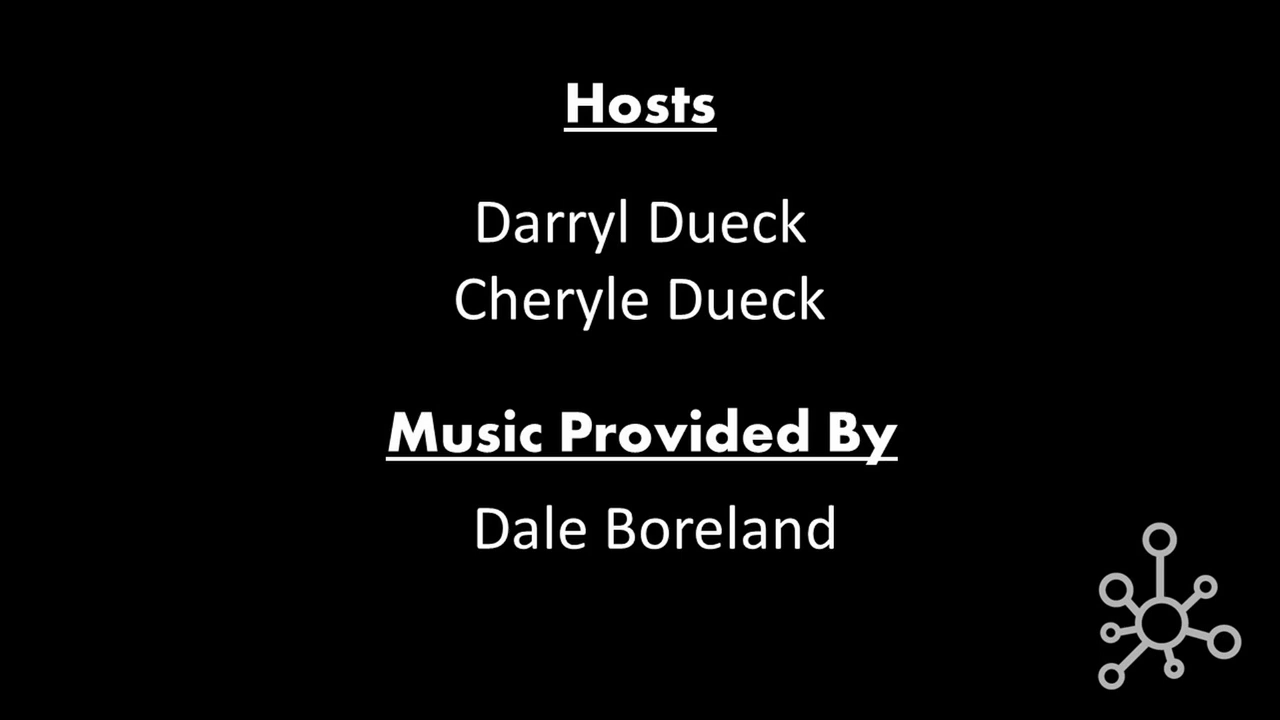 Hosts
Darryl Dueck
Cheryle Dueck
Music Provided By
Dale Boreland